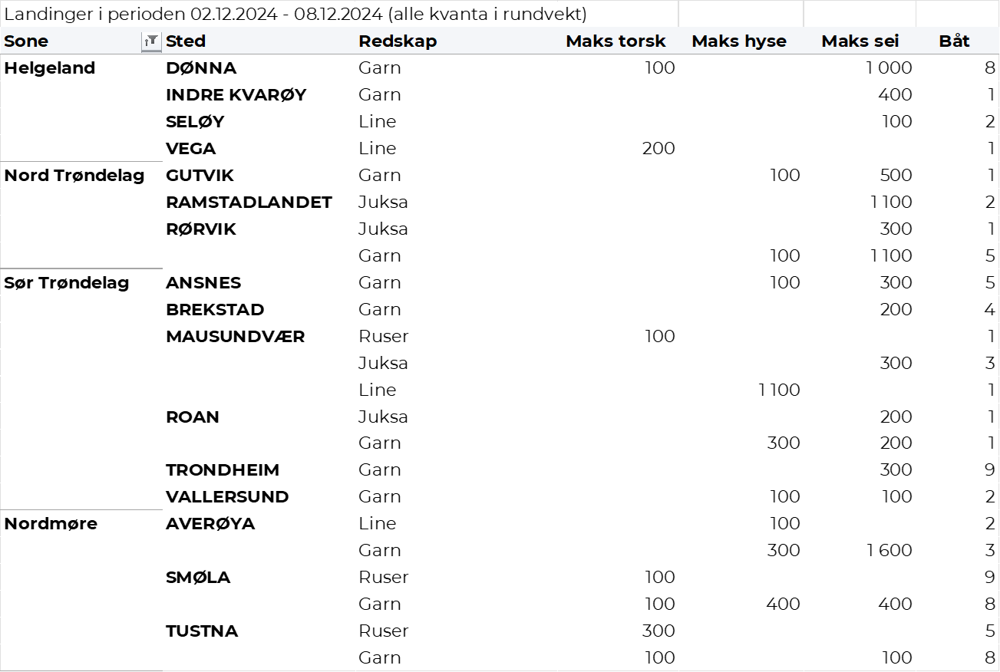 Landinger i perioden 02.12.2024 - 08.12.2024 (alle kvanta i rundvekt)
Sone Sted Redskap Maks torsk Maks hyse Maks sei Båt
Helgeland DØNNA Garn 100 1 000 8
INDRE KVARØY Garn 400 1
SELØY Line 100 2
VEGA Line 200 1
Nord Trøndelag GUTVIK Garn 100 500 1
RAMSTADLANDET Juksa 1 100 2
RØRVIK Juksa 300 1
Garn 100 1 100 5
Sør Trøndelag ANSNES Garn 100 300 5
BREKSTAD Garn 200 4
MAUSUNDVÆR Ruser 100 1
Juksa 300 3
Line 1 100 1
ROAN Juksa 200 1
Garn 300 200 1
TRONDHEIM Garn 300 9
VALLERSUND Garn 100 100 2
Nordmøre AVERØYA Line 100 2
Garn 300 1 600 3
SMØLA Ruser 100 9
Garn 100 400 400 8
TUSTNA Ruser 300 5
Garn 100 100 8